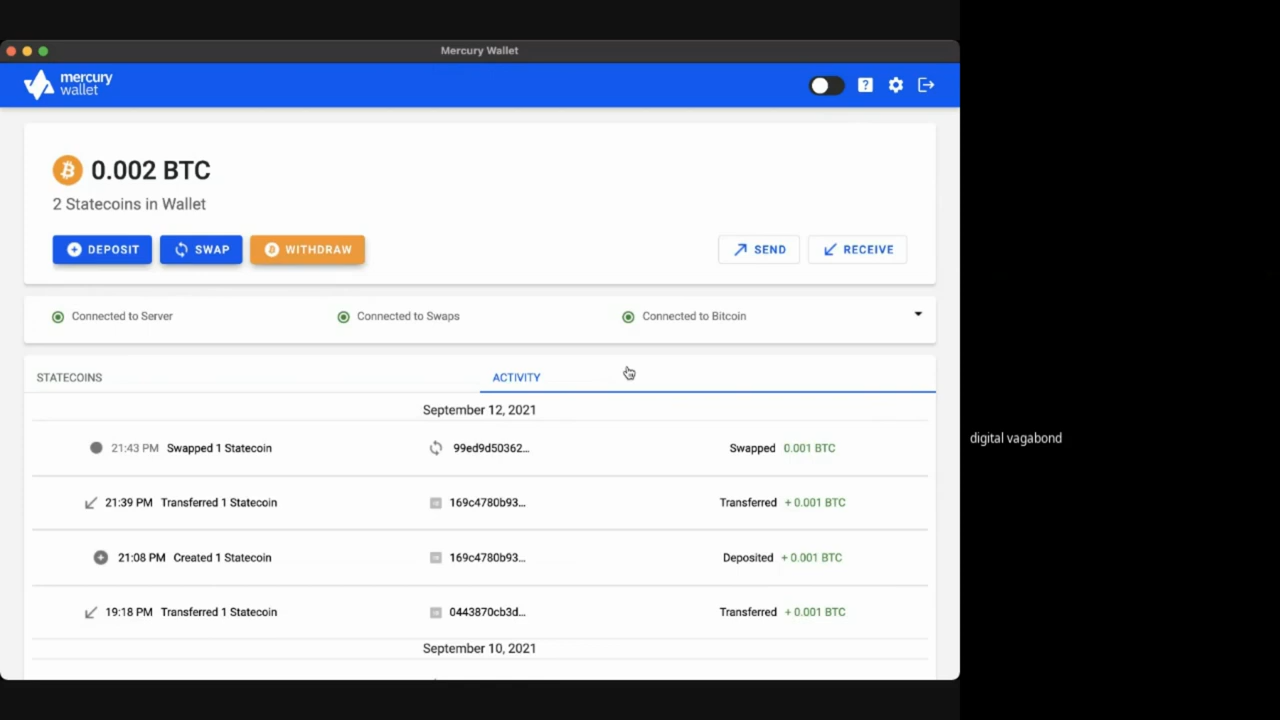 Mercury Wallet
mercury
wallet
0.002 BTC
2 Statecoins in Wallet
DEPOSIT SWAP WITHDRAW SEND RECEIVE
Connected to Server Connected to Swaps Connected to Bitcoin
STATECOINS ACTIVITY
September 12, 2021
21:43 PM Swapped 1 Statecoin 99ed9d50362... Swapped 0.001 BTC
21:39 PM Transferred 1 Statecoin 169c4780b93... Transferred + 0.001 BTC
21:08 PM Created 1 Statecoin 169c4780b93... Deposited + 0.001 BTC
19:18 PM Transferred 1 Statecoin 0443870cb3d... Transferred + 0.001 BTC
September 10, 2021
digital vagabond